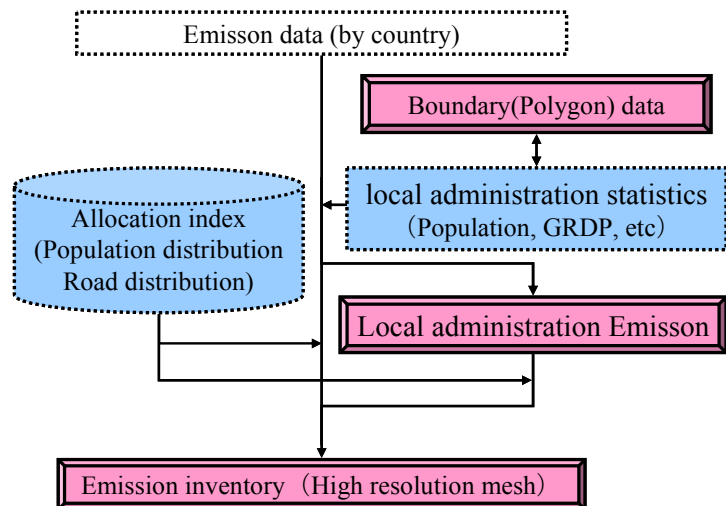 Emisson data (by country)
Boundary(Polygon) data
local administration statistics
（Population, GRDP, etc）
Allocation index
(Population distribution
Road distribution)
Local administration Emisson
Emission inventory（High resolution mesh）